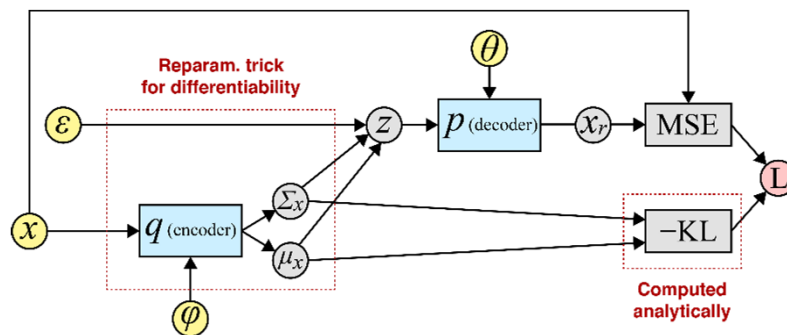 Reparam. trick
for differentiability
θ
ε
z
p (decoder)
x_r
MSE
L
Σ_x
x
q (encoder)
−KL
μ_x
φ
Computed
analytically